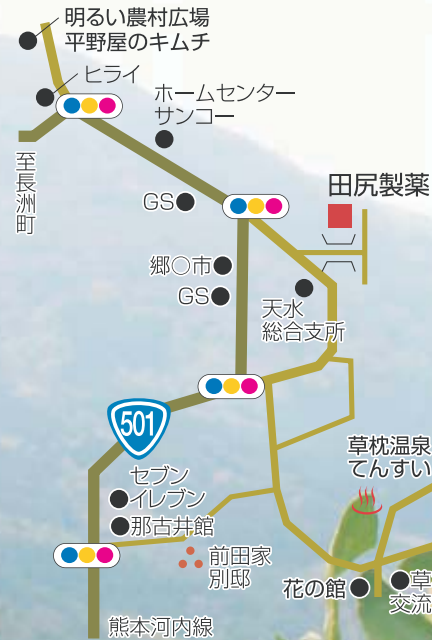 明るい農村広場
平野屋のキムチ
ヒライ
ホームセンター
サンコー
至長洲町
GS
田尻製薬
郷○市
GS
天水
総合支所
501
草枕温泉
てんすい
セブン
イレブン
那古井館
前田家
別邸
花の館
草
交流
熊本河内線